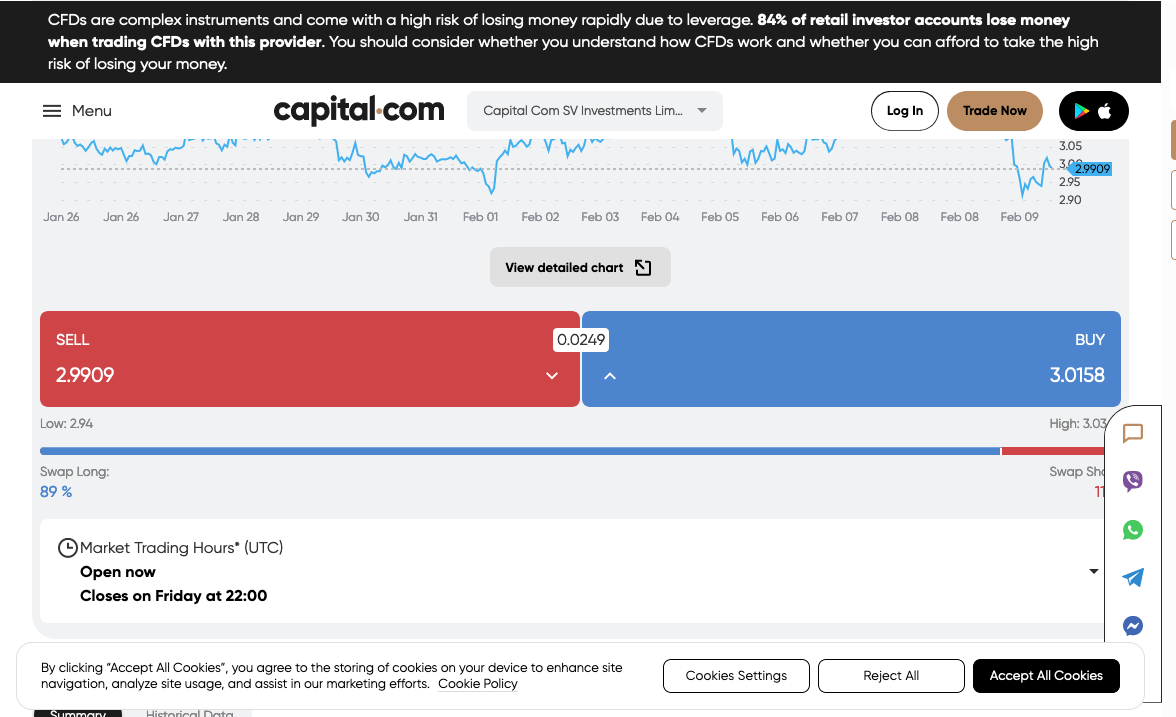 CFDs are complex instruments and come with a high risk of losing money rapidly due to leverage. 84% of retail investor accounts lose money
when trading CFDs with this provider. You should consider whether you understand how CFDs work and whether you can afford to take the high
risk of losing your money.
Menu
capital.com
Capital Com SV Investments Lim...
Log In
Trade Now
3.05
2.9909
2.95
2.90
Jan 26 Jan 26 Jan 27 Jan 28 Jan 29 Jan 30 Jan 31 Feb 01 Feb 02 Feb 03 Feb 04 Feb 05 Feb 06 Feb 07 Feb 08 Feb 08 Feb 09
View detailed chart
SELL
0.0249
BUY
2.9909
3.0158
Low: 2.94
High: 3.03
Swap Long:
Swap Sho
89 %
11
Market Trading Hours* (UTC)
Open now
Closes on Friday at 22:00
By clicking “Accept All Cookies”, you agree to the storing of cookies on your device to enhance site
navigation, analyze site usage, and assist in our marketing efforts. Cookie Policy
Cookies Settings
Reject All
Accept All Cookies
Summary
Historical Data